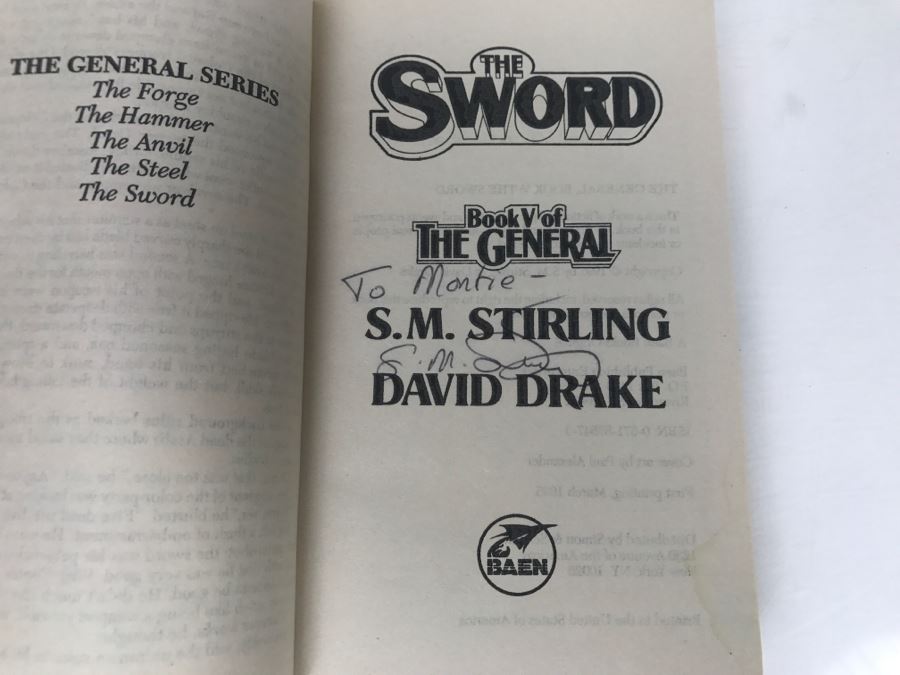 THE GENERAL SERIES
The Forge
The Hammer
The Anvil
The Steel
The Sword
THE
SWORD
Book V of
THE GENERAL
To Montie -
S.M. STIRLING
S.M. Stirling
DAVID DRAKE
BAEN